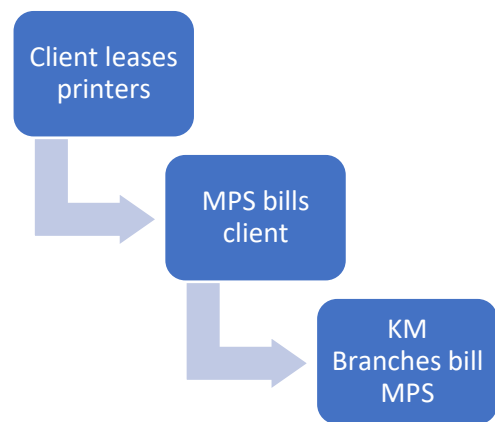 Client leases
printers
MPS bills
client
KM
Branches bill
MPS